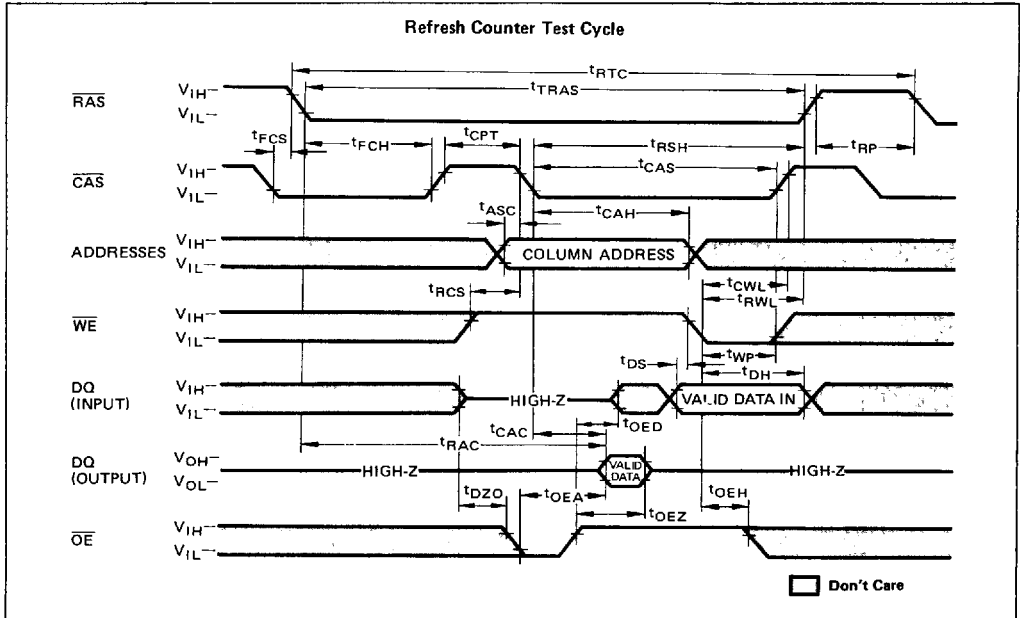 Refresh Counter Test Cycle
tRTC
RAS
VIH—
VIL—
tTRAS
tFCS
tFCH
tCPT
tRSH
tRP
CAS
VIH—
VIL—
tCAS
tASC
tCAH
ADDRESSES
VIH—
VIL—
COLUMN ADDRESS
tRCS
tCWL
tRWL
WE
VIH—
VIL—
tWP
tDS
tDH
DQ
(INPUT)
VIH—
VIL—
HIGH-Z
VALID DATA IN
tOED
tCAC
tRAC
DQ
(OUTPUT)
VOH—
VOL—
HIGH-Z
VALID
DATA
HIGH-Z
tDZO
tOEA
tOEZ
tOEH
OE
VIH—
VIL—
Don't Care